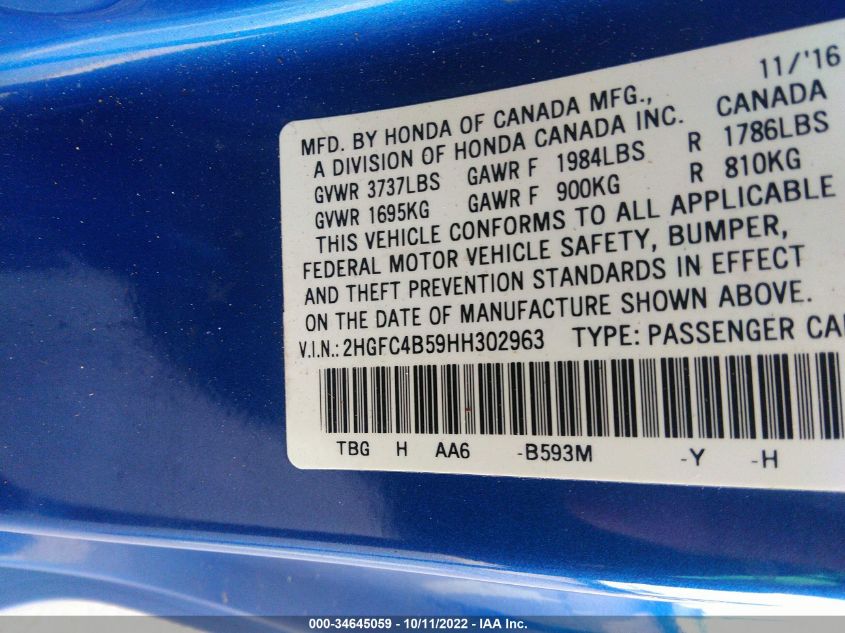 11/'16
MFD. BY HONDA OF CANADA MFG., CANADA
A DIVISION OF HONDA CANADA INC.
GVWR 3737LBS GAWR F 1984LBS R 1786LBS
GVWR 1695KG GAWR F 900KG R 810KG
THIS VEHICLE CONFORMS TO ALL APPLICABLE
FEDERAL MOTOR VEHICLE SAFETY, BUMPER,
AND THEFT PREVENTION STANDARDS IN EFFECT
ON THE DATE OF MANUFACTURE SHOWN ABOVE.
V.I.N.: 2HGFC4B59HH302963 TYPE: PASSENGER CA
TBG H AA6 -B593M -Y -H
000-34645059 - 10/11/2022 - IAA Inc.